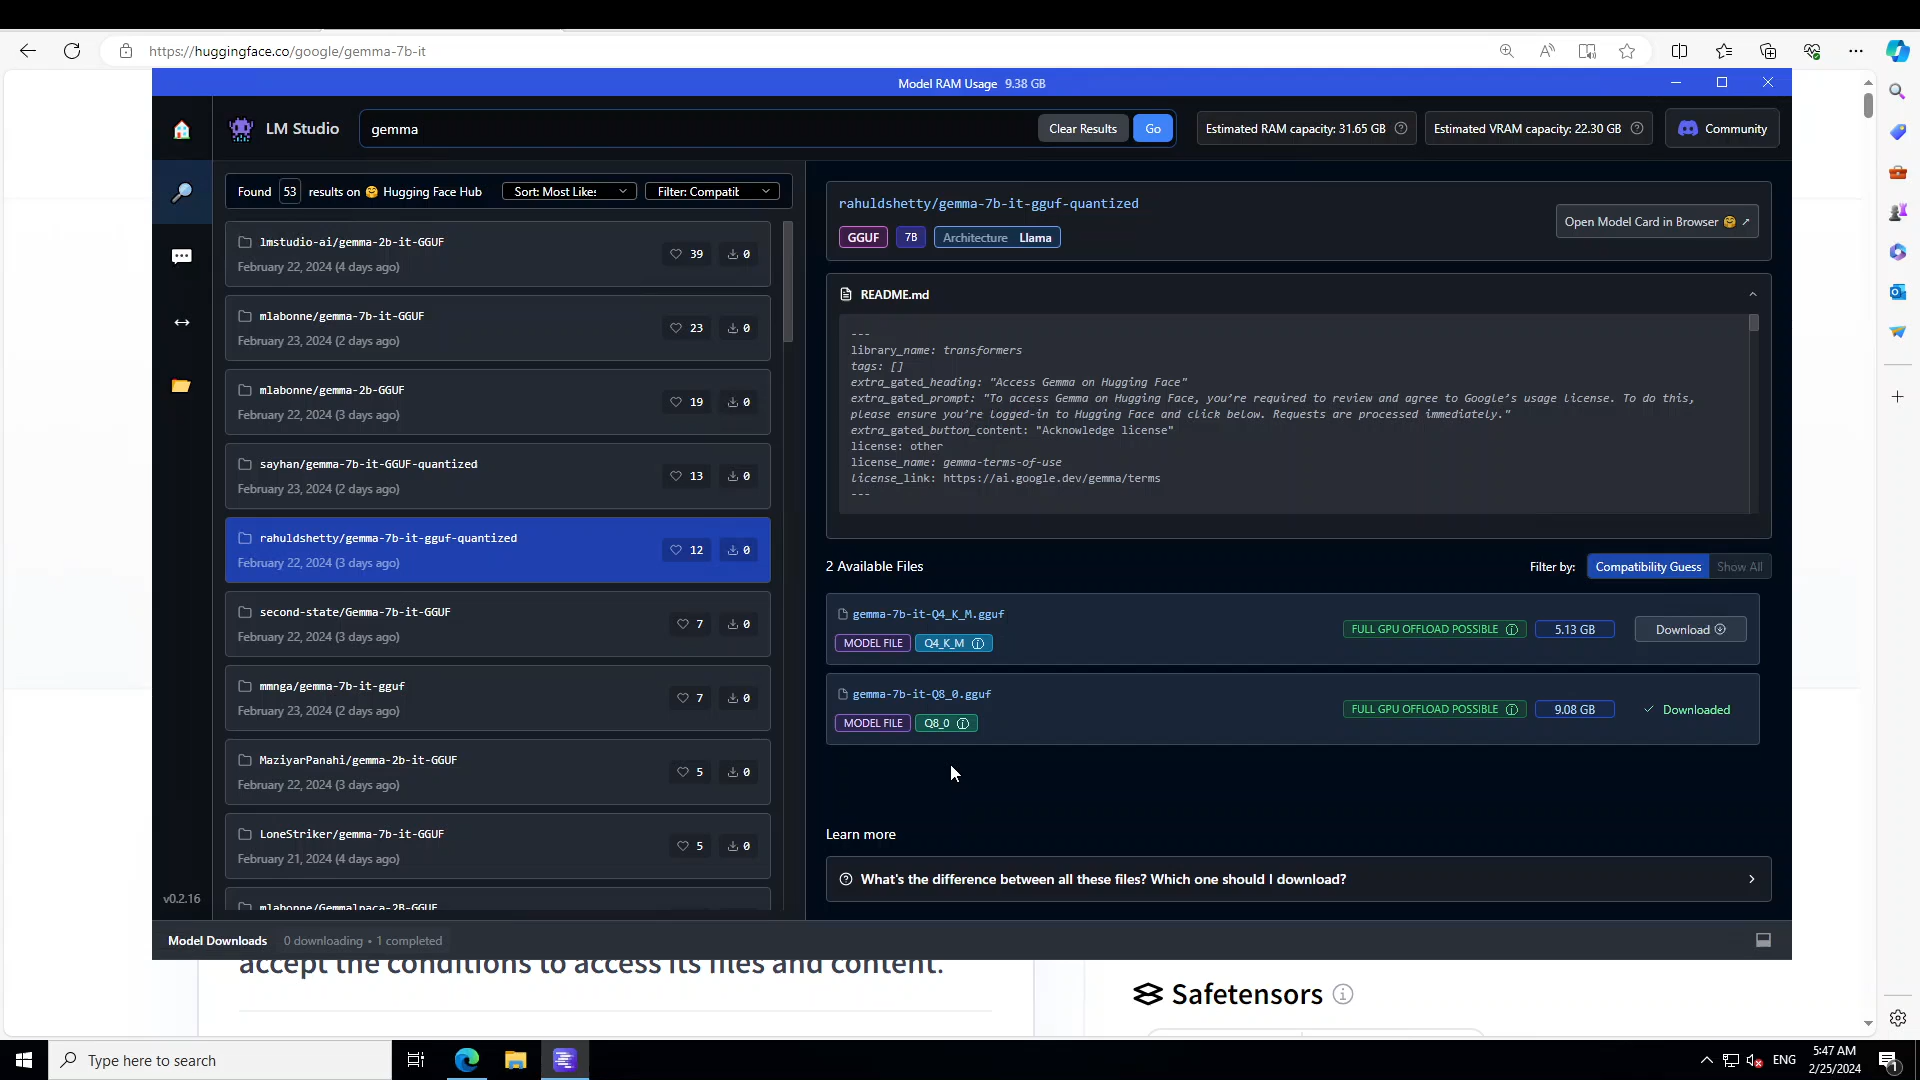 https://huggingface.co/google/gemma-7b-it
Model RAM Usage 9.38 GB
LM Studio
gemma
Clear Results
Go
Estimated RAM capacity: 31.65 GB
Estimated VRAM capacity: 22.30 GB
Community
Found 53 results on 🤗 Hugging Face Hub
Sort: Most Likes
Filter: Compatit
lmstudio-ai/gemma-2b-it-GGUF
February 22, 2024 (4 days ago)
39
0
mlabonne/gemma-7b-it-GGUF
February 23, 2024 (2 days ago)
23
0
mlabonne/gemma-2b-GGUF
February 22, 2024 (3 days ago)
19
0
sayhan/gemma-7b-it-GGUF-quantized
February 23, 2024 (2 days ago)
13
0
rahuldshetty/gemma-7b-it-gguf-quantized
February 22, 2024 (3 days ago)
12
0
second-state/Gemma-7b-it-GGUF
February 22, 2024 (3 days ago)
7
0
mmnga/gemma-7b-it-gguf
February 23, 2024 (2 days ago)
7
0
MaziyarPanahi/gemma-2b-it-GGUF
February 22, 2024 (3 days ago)
5
0
LoneStriker/gemma-7b-it-GGUF
February 21, 2024 (4 days ago)
5
0
mlabonne/Gemmalpaca-2B-GGUF
v0.2.16
rahuldshetty/gemma-7b-it-gguf-quantized
GGUF
7B
Architecture Llama
Open Model Card in Browser 🤗 ↗
README.md
---
library_name: transformers
tags: []
extra_gated_heading: "Access Gemma on Hugging Face"
extra_gated_prompt: "To access Gemma on Hugging Face, you’re required to review and agree to Google’s usage license. To do this,
please ensure you’re logged-in to Hugging Face and click below. Requests are processed immediately."
extra_gated_button_content: "Acknowledge license"
license: other
license_name: gemma-terms-of-use
license_link: https://ai.google.dev/gemma/terms
---
2 Available Files
Filter by:
Compatibility Guess
Show All
gemma-7b-it-Q4_K_M.gguf
MODEL FILE
Q4_K_M
FULL GPU OFFLOAD POSSIBLE
5.13 GB
Download
gemma-7b-it-Q8_0.gguf
MODEL FILE
Q8_0
FULL GPU OFFLOAD POSSIBLE
9.08 GB
Downloaded
Learn more
What's the difference between all these files? Which one should I download?
Model Downloads 0 downloading • 1 completed
accept the conditions to access its files and content.
Safetensors
Type here to search
ENG
5:47 AM
2/25/2024
1